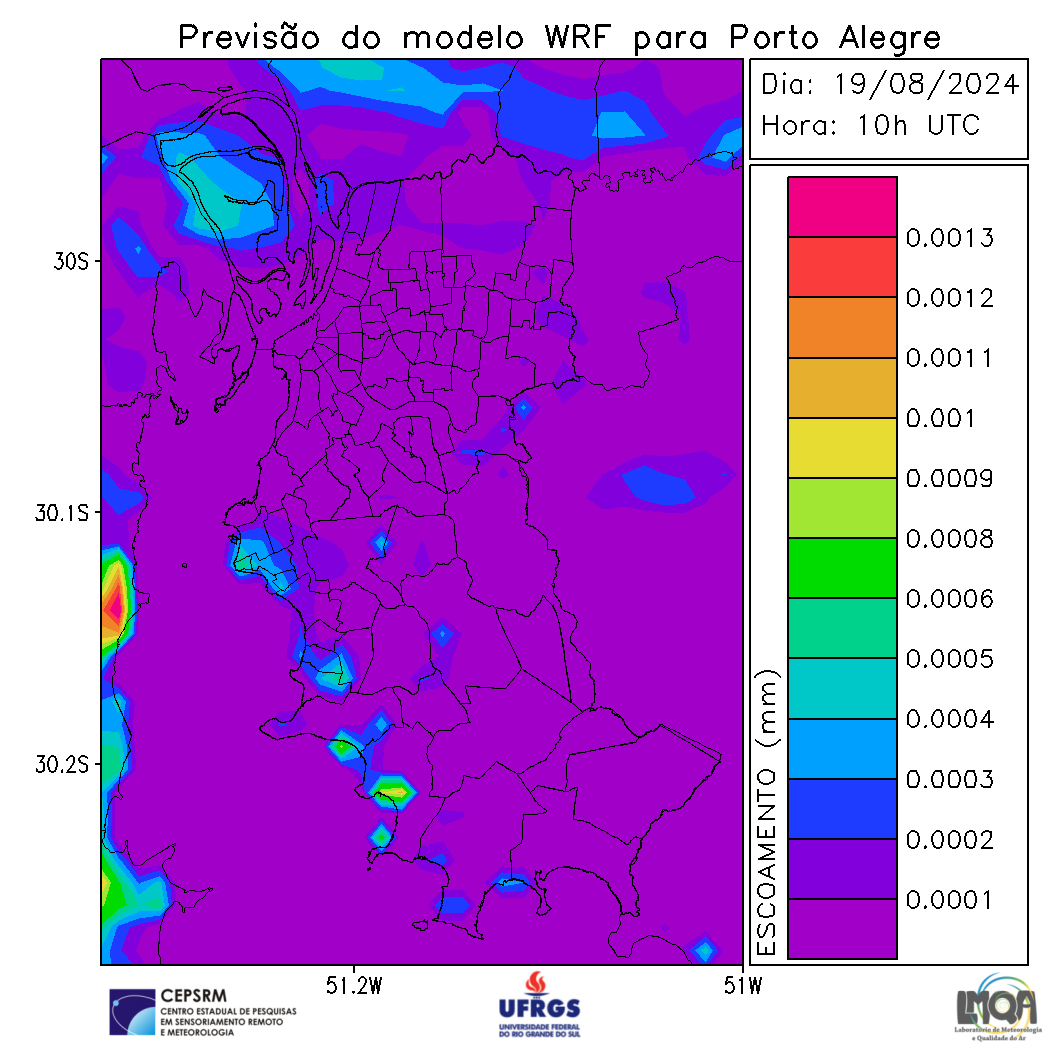 Previsão do modelo WRF para Porto Alegre
Dia: 19/08/2024
Hora: 10h UTC
30S
30.1S
30.2S
51.2W
51W
ESCOAMENTO (mm)
0.0013
0.0012
0.0011
0.001
0.0009
0.0008
0.0006
0.0005
0.0004
0.0003
0.0002
0.0001
CEPSRM
CENTRO ESTADUAL DE PESQUISAS
EM SENSORIAMENTO REMOTO
E METEOROLOGIA
UFRGS
UNIVERSIDADE FEDERAL
DO RIO GRANDE DO SUL
LMQA
Laboratório de Meteorologia
e Qualidade do Ar